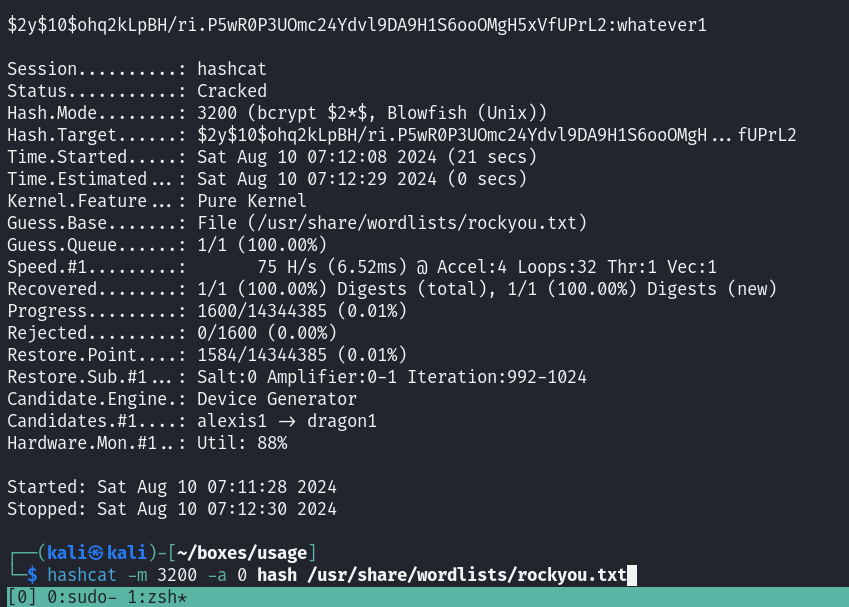 $2y$10$ohq2kLpBH/ri.P5wR0P3UOmc24Ydvl9DA9H1S6ooOMgH5xVfUPrL2:whatever1
Session..........: hashcat
Status...........: Cracked
Hash.Mode........: 3200 (bcrypt $2*$, Blowfish (Unix))
Hash.Target......: $2y$10$ohq2kLpBH/ri.P5wR0P3UOmc24Ydvl9DA9H1S6ooOMgH...fUPrL2
Time.Started.....: Sat Aug 10 07:12:08 2024 (21 secs)
Time.Estimated...: Sat Aug 10 07:12:29 2024 (0 secs)
Kernel.Feature...: Pure Kernel
Guess.Base.......: File (/usr/share/wordlists/rockyou.txt)
Guess.Queue......: 1/1 (100.00%)
Speed.#1.........:       75 H/s (6.52ms) @ Accel:4 Loops:32 Thr:1 Vec:1
Recovered........: 1/1 (100.00%) Digests (total), 1/1 (100.00%) Digests (new)
Progress.........: 1600/14344385 (0.01%)
Rejected.........: 0/1600 (0.00%)
Restore.Point....: 1584/14344385 (0.01%)
Restore.Sub.#1...: Salt:0 Amplifier:0-1 Iteration:992-1024
Candidate.Engine.: Device Generator
Candidates.#1....: alexis1 -> dragon1
Hardware.Mon.#1..: Util: 88%
Started: Sat Aug 10 07:11:28 2024
Stopped: Sat Aug 10 07:12:30 2024
┌──(kali㉿kali)-[~/boxes/usage]
└─$ hashcat -m 3200 -a 0 hash /usr/share/wordlists/rockyou.txt
[0] 0:sudo- 1:zsh*